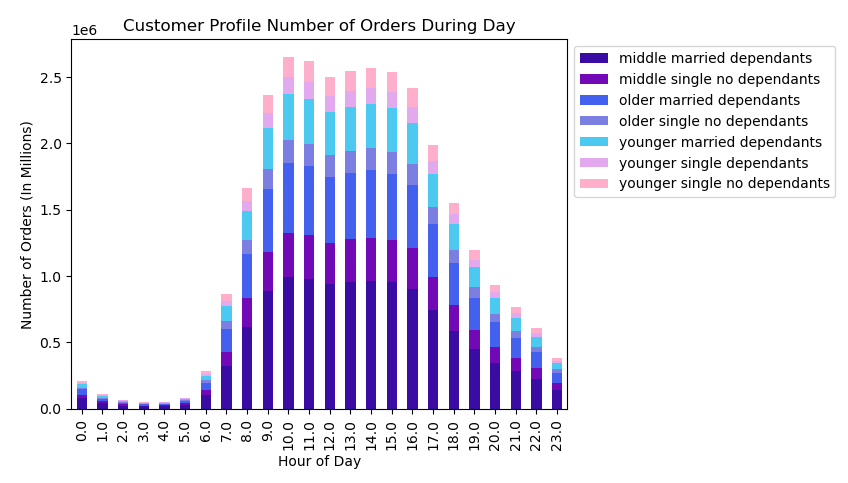 Customer Profile Number of Orders During Day
1e6
2.5
2.0
1.5
1.0
0.5
0.0
Number of Orders (In Millions)
0.0 1.0 2.0 3.0 4.0 5.0 6.0 7.0 8.0 9.0 10.0 11.0 12.0 13.0 14.0 15.0 16.0 17.0 18.0 19.0 20.0 21.0 22.0 23.0
Hour of Day
middle married dependants
middle single no dependants
older married dependants
older single no dependants
younger married dependants
younger single dependants
younger single no dependants